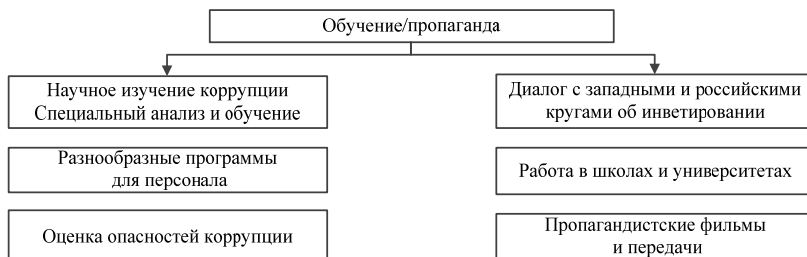 Обучение/пропаганда
Научное изучение коррупции
Специальный анализ и обучение
Разнообразные программы
для персонала
Оценка опасностей коррупции
Диалог с западными и российскими
кругами об инветировании
Работа в школах и университетах
Пропагандистские фильмы
и передачи